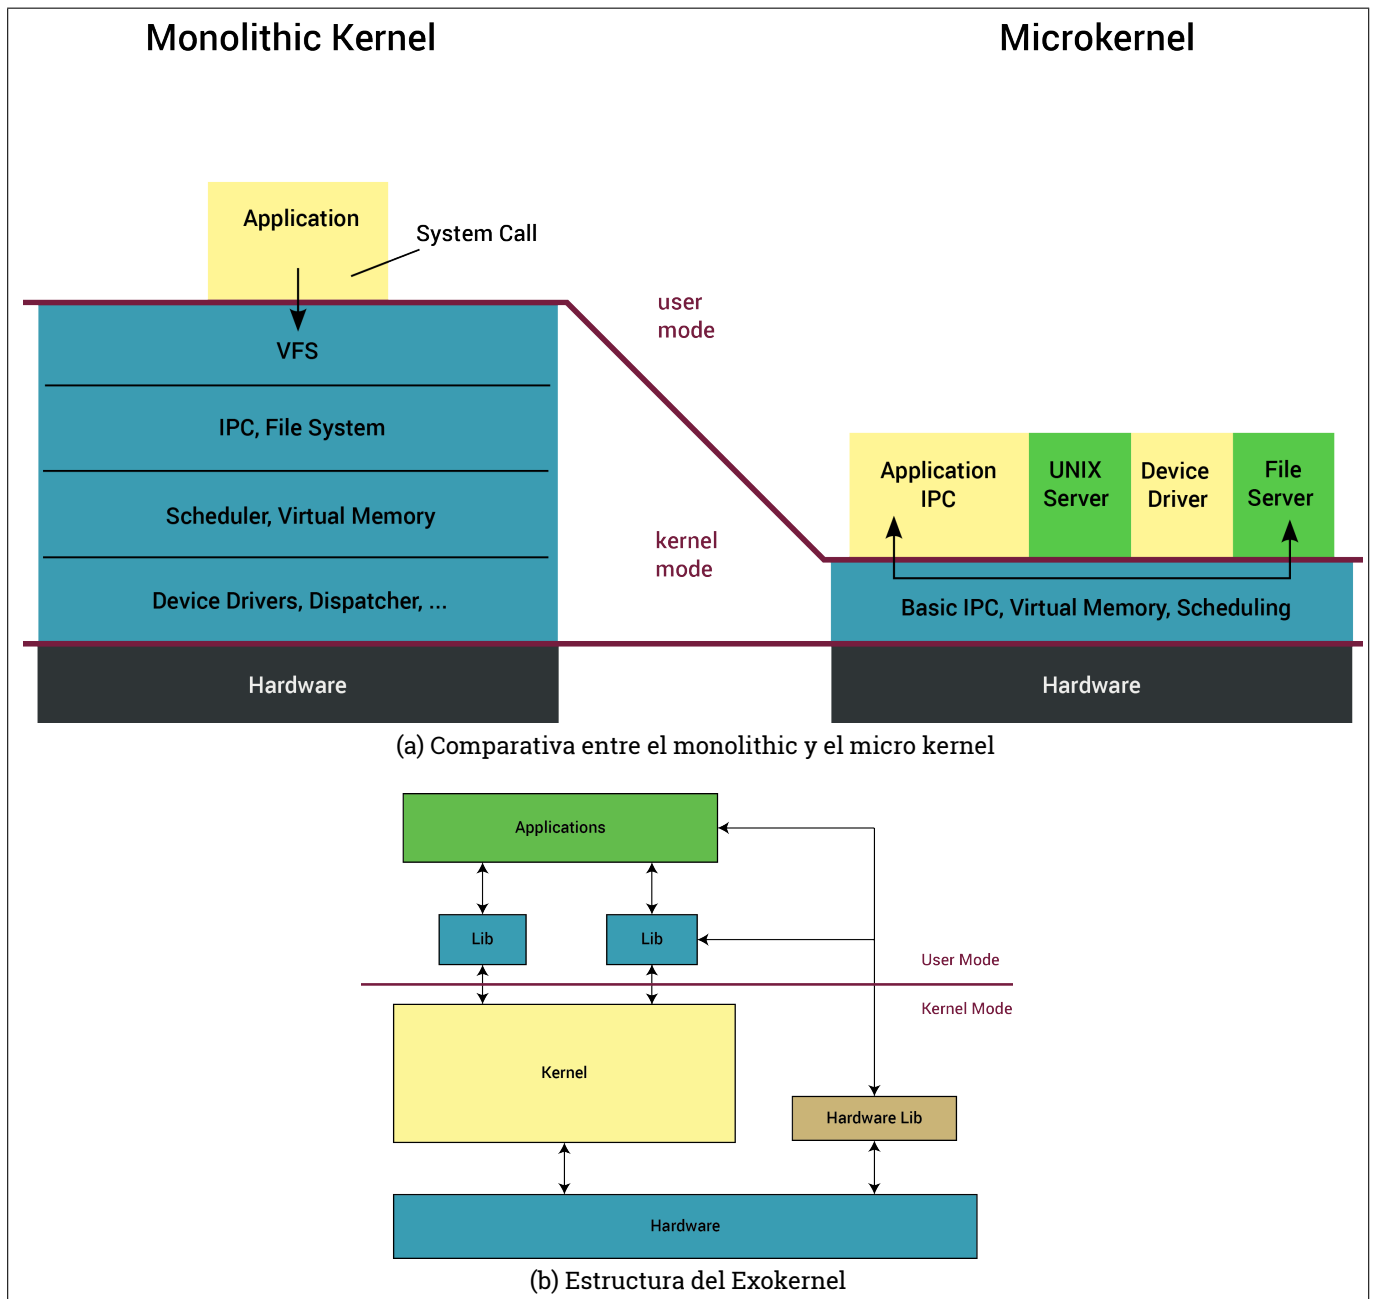 Monolithic Kernel
Microkernel
Application
System Call
user
mode
VFS
IPC, File System
Scheduler, Virtual Memory
Device Drivers, Dispatcher, ...
Hardware
kernel
mode
Application
IPC
UNIX
Server
Device
Driver
File
Server
Basic IPC, Virtual Memory, Scheduling
Hardware
(a) Comparativa entre el monolithic y el micro kernel
Applications
Lib
Lib
User Mode
Kernel Mode
Kernel
Hardware Lib
Hardware
(b) Estructura del Exokernel